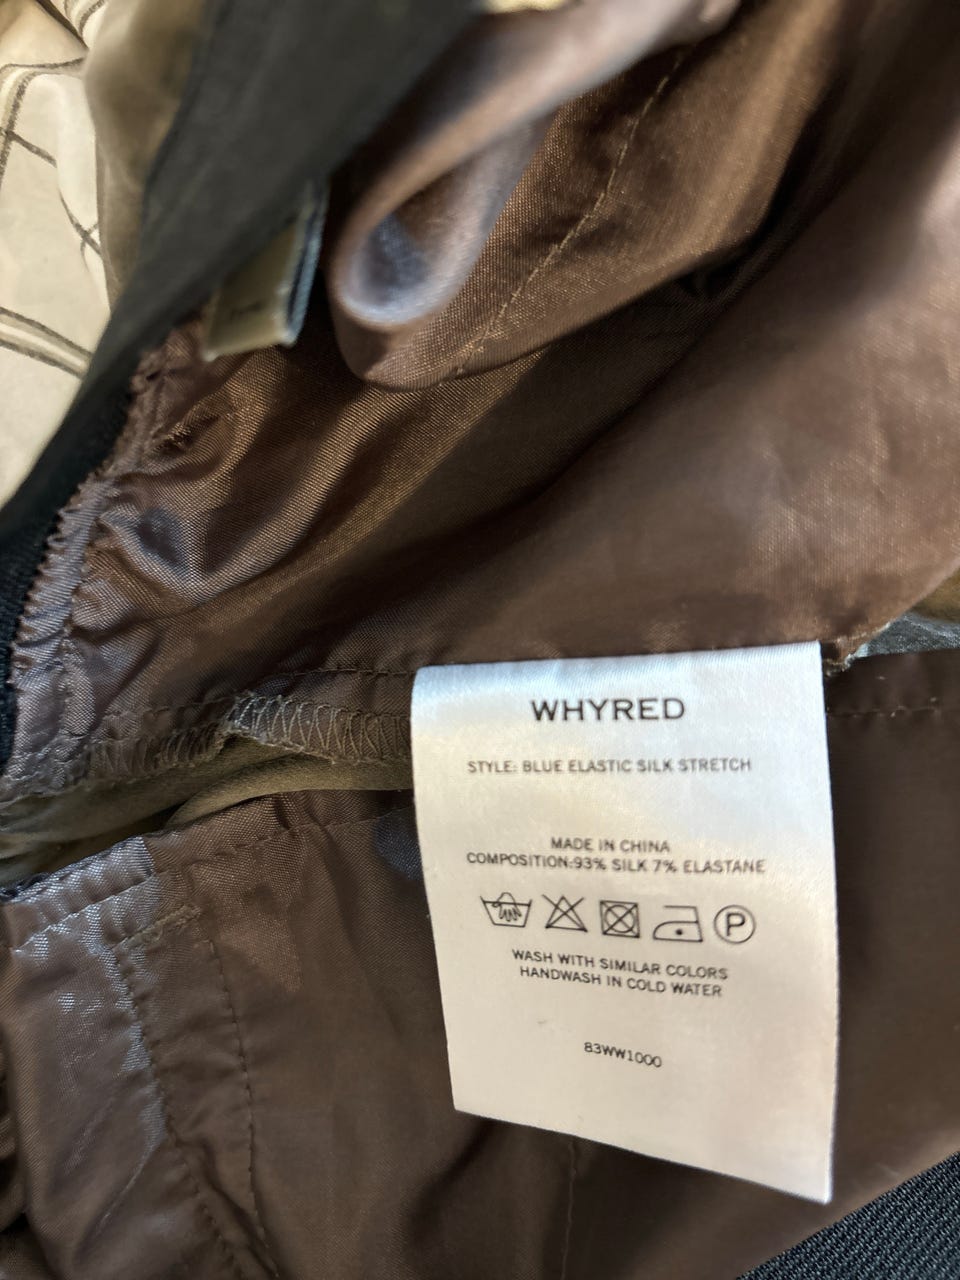 WHYRED
STYLE: BLUE ELASTIC SILK STRETCH
MADE IN CHINA
COMPOSITION:93% SILK 7% ELASTANE
P
WASH WITH SIMILAR COLORS
HANDWASH IN COLD WATER
83WW1000